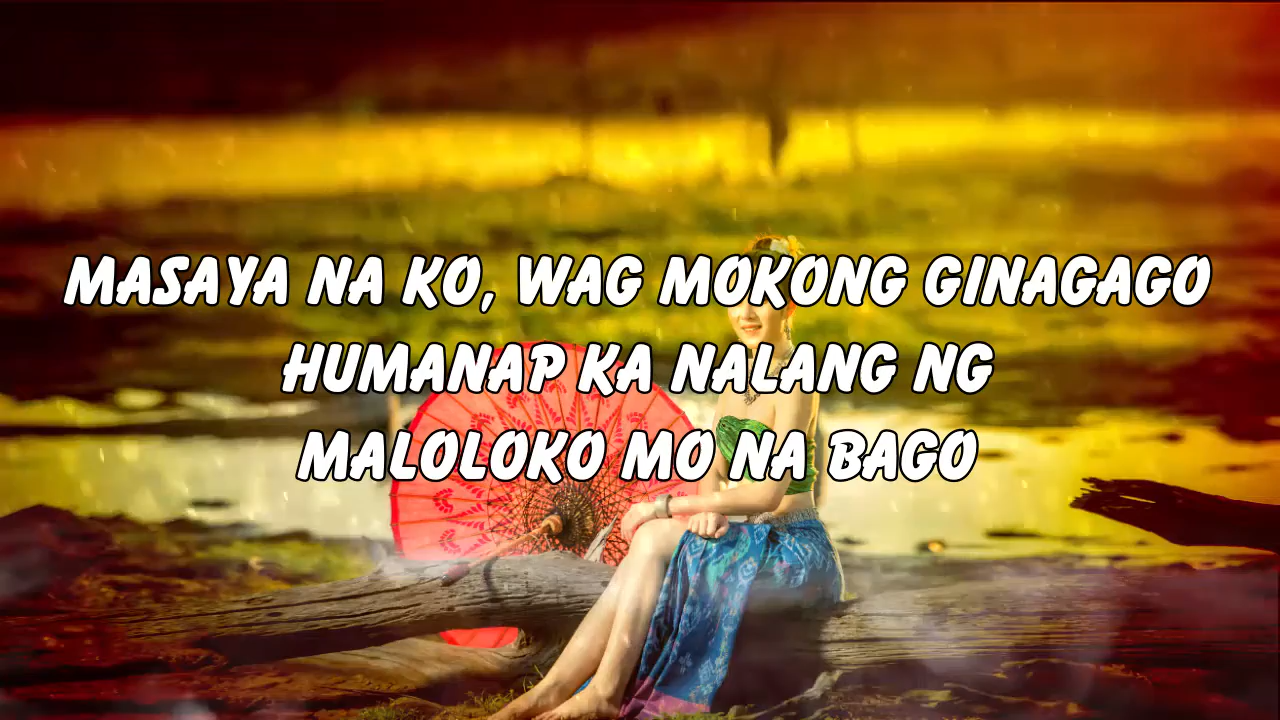 MASAYA NA KO, WAG MOKONG GINAGAGO
HUMANAP KA NALANG NG
MALOLOKO MO NA BAGO